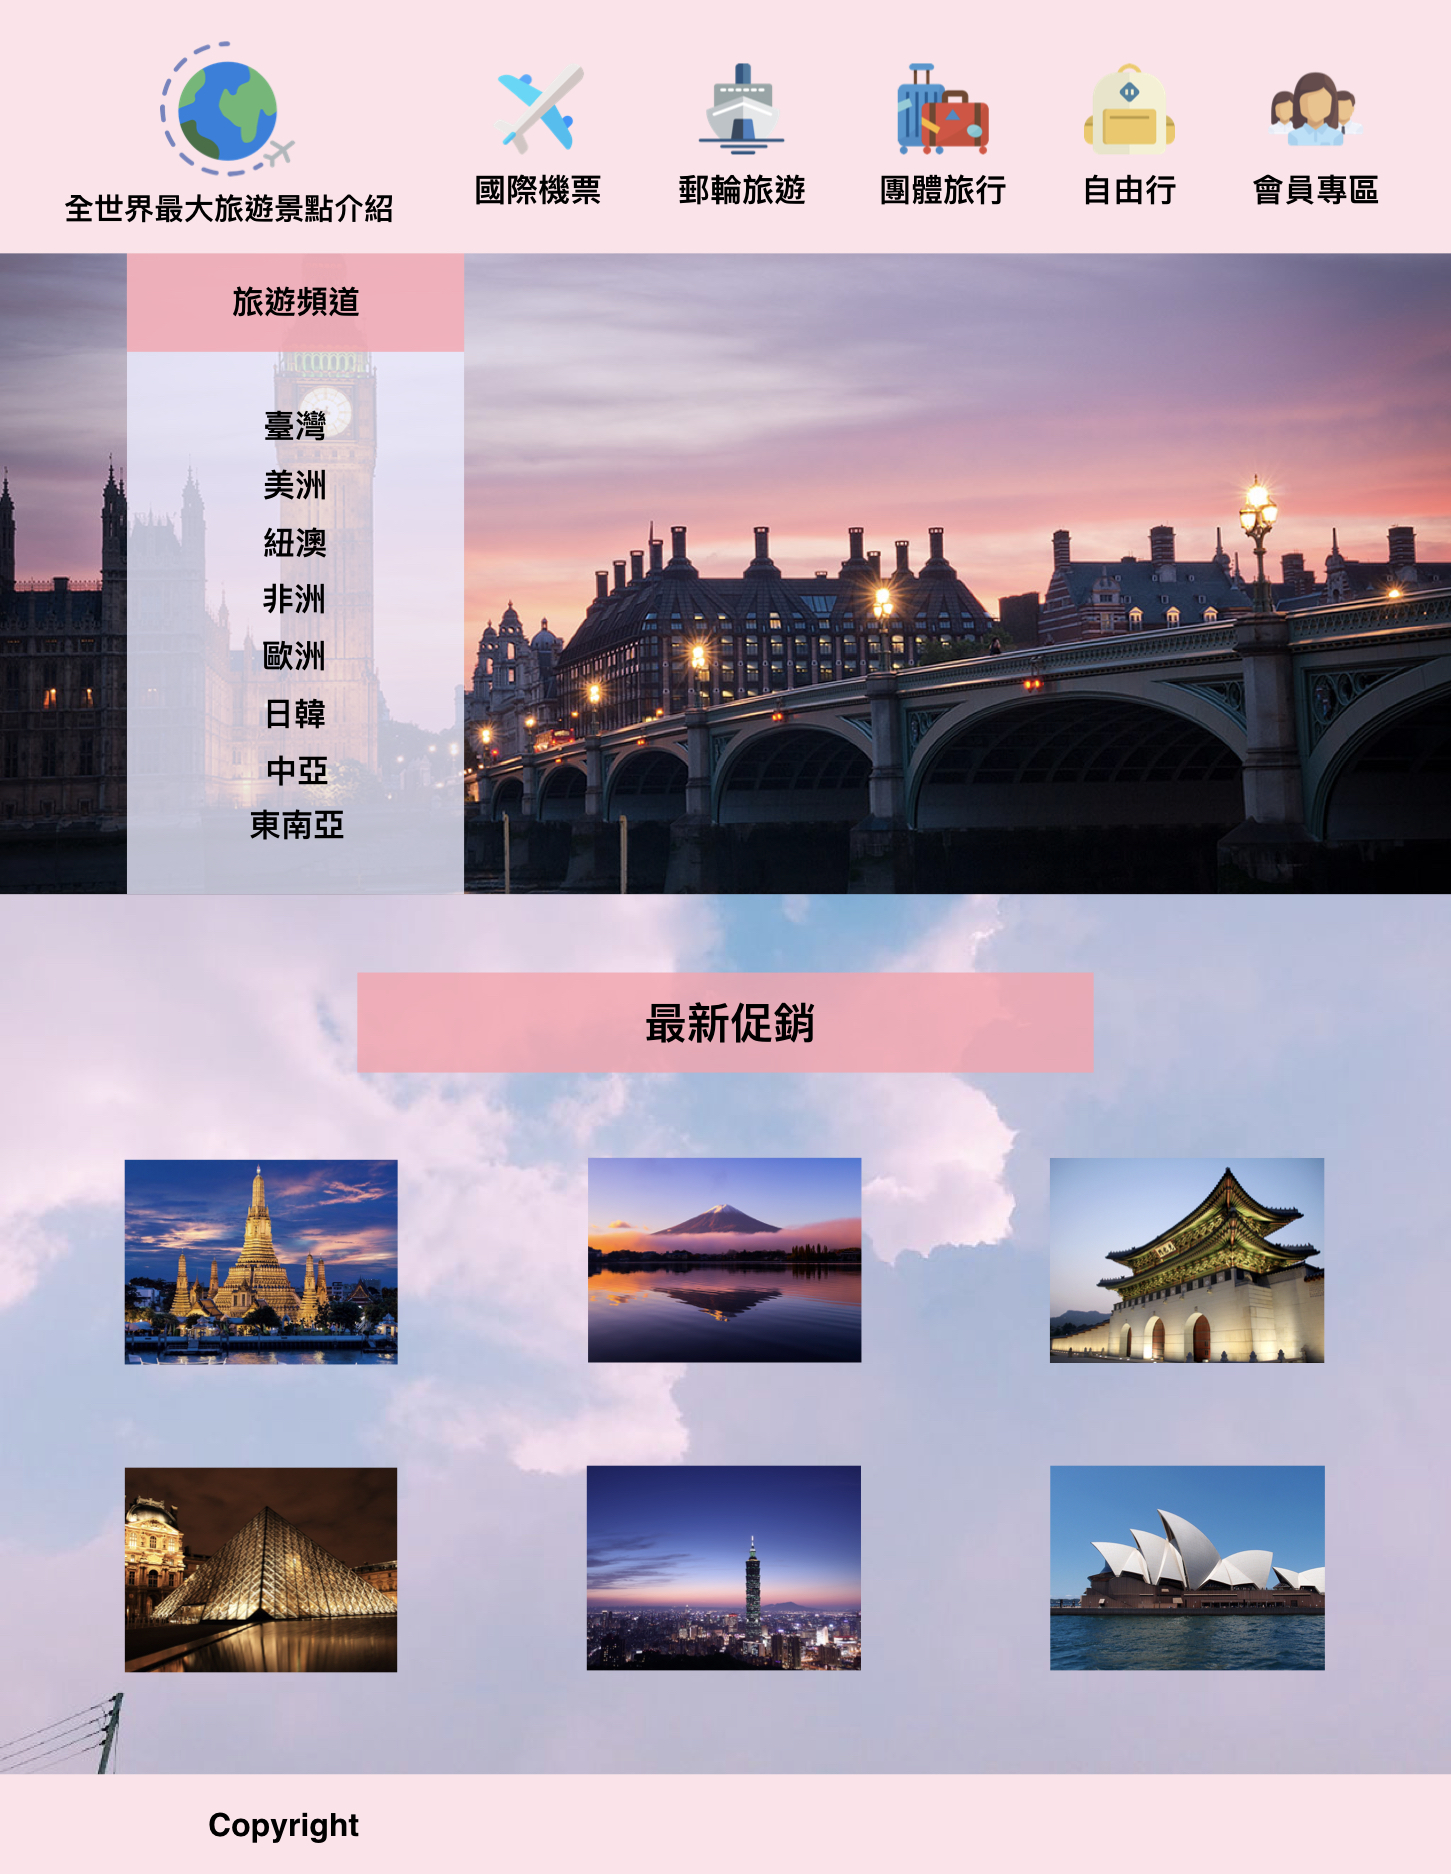 全世界最大旅遊景點介紹
國際機票
郵輪旅遊
團體旅行
自由行
會員專區
旅遊頻道
臺灣
美洲
紐澳
非洲
歐洲
日韓
中亞
東南亞
最新促銷
Copyright